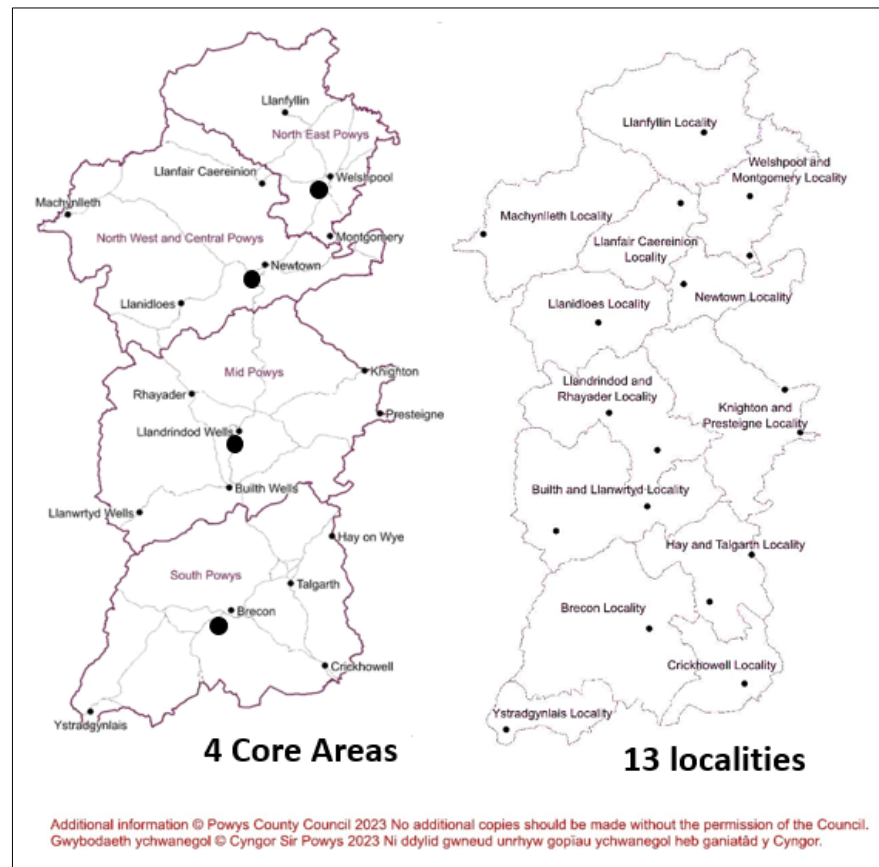 Llanfyllin
North East Powys
Llanfair Caereinion
Welshpool
Machynlleth
North West and Central Powys
Montgomery
Newtown
Llanidloes
Mid Powys
Knighton
Rhayader
Presteigne
Llandrindod Wells
Builth Wells
Llanwrtyd Wells
Hay on Wye
South Powys
Talgarth
Brecon
Crickhowell
Ystradgynlais
4 Core Areas
Llanfyllin Locality
Welshpool and
Montgomery Locality
Machynlleth Locality
Llanfair Caereinion
Locality
Newtown Locality
Llanidloes Locality
Llandrindod and
Rhayader Locality
Knighton and
Presteigne Locality
Builth and Llanwrtyd Locality
Hay and Talgarth Locality
Brecon Locality
Crickhowell Locality
Ystradgynlais Locality
13 localities
Additional information © Powys County Council 2023 No additional copies should be made without the permission of the Council.
Gwybodaeth ychwanegol © Cyngor Sir Powys 2023 Ni ddylid gwneud unrhyw gopïau ychwanegol heb ganiatâd y Cyngor.